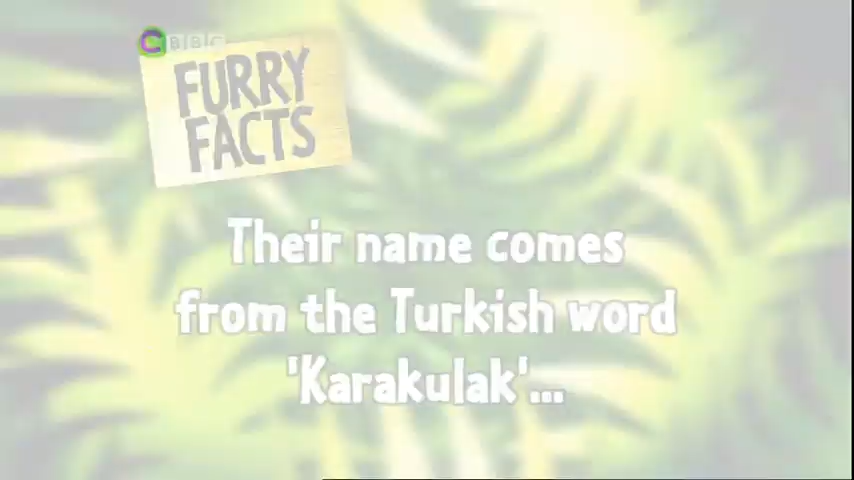 CBBC
FURRY
FACTS
Their name comes
from the Turkish word
'Karakulak'...